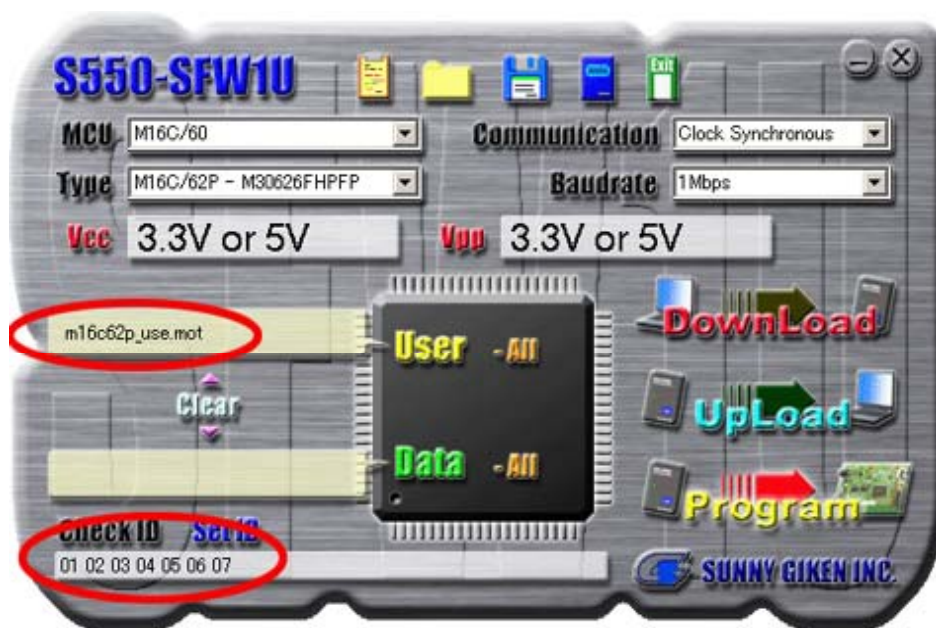 S550-SFW1U
Exit
MCU M16C/60
Communication Clock Synchronous
Type M16C/62P - M30626FHPFP
Baudrate 1Mbps
Vcc 3.3V or 5V
Vpp 3.3V or 5V
m16c62p_use.mot
User -All
DownLoad
Clear
UpLoad
Data -All
Program
Check ID Set ID
01 02 03 04 05 06 07
SUNNY GIKEN INC.